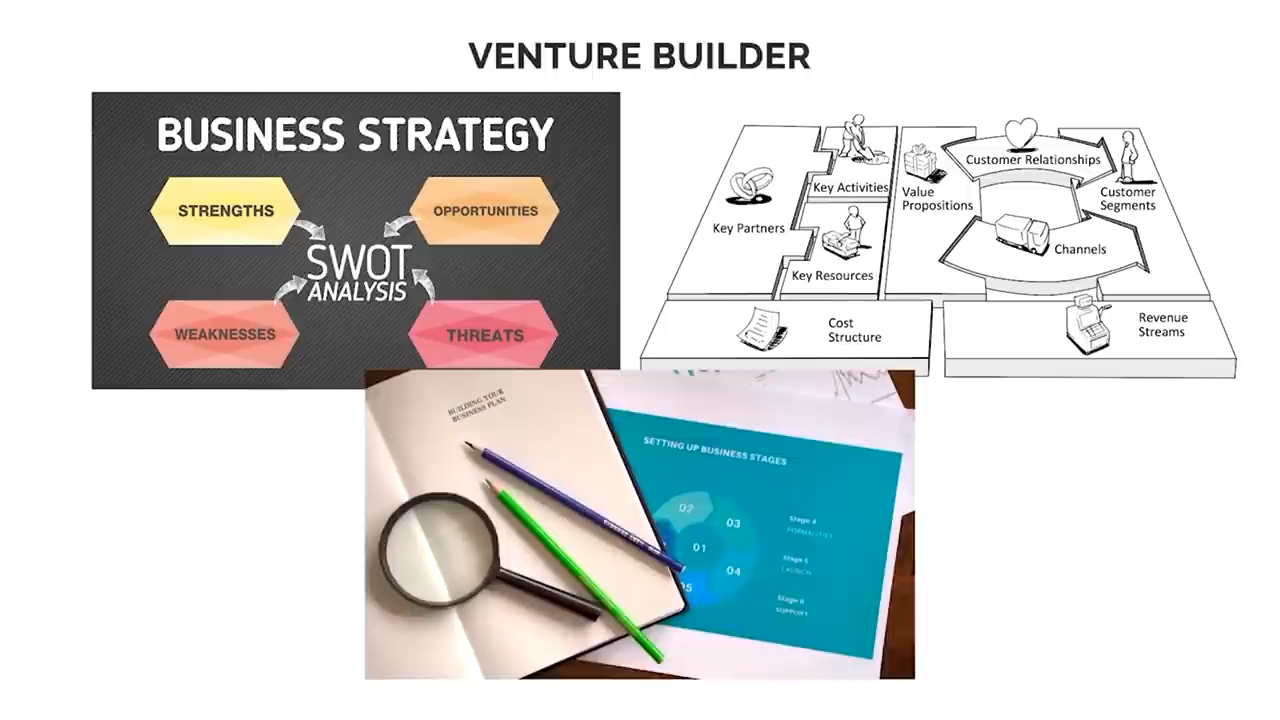 VENTURE BUILDER
BUSINESS STRATEGY
STRENGTHS
OPPORTUNITIES
SWOT
ANALYSIS
WEAKNESSES
THREATS
Key Partners
Key Activities
Key Resources
Value
Propositions
Customer Relationships
Channels
Customer
Segments
Cost
Structure
Revenue
Streams
BUILDING YOUR
BUSINESS PLAN
SETTING UP BUSINESS STAGES
02
03
01
04
05
Stage 4
FORMALITIES
Stage 5
LAUNCH
Stage 6
SUPPORT